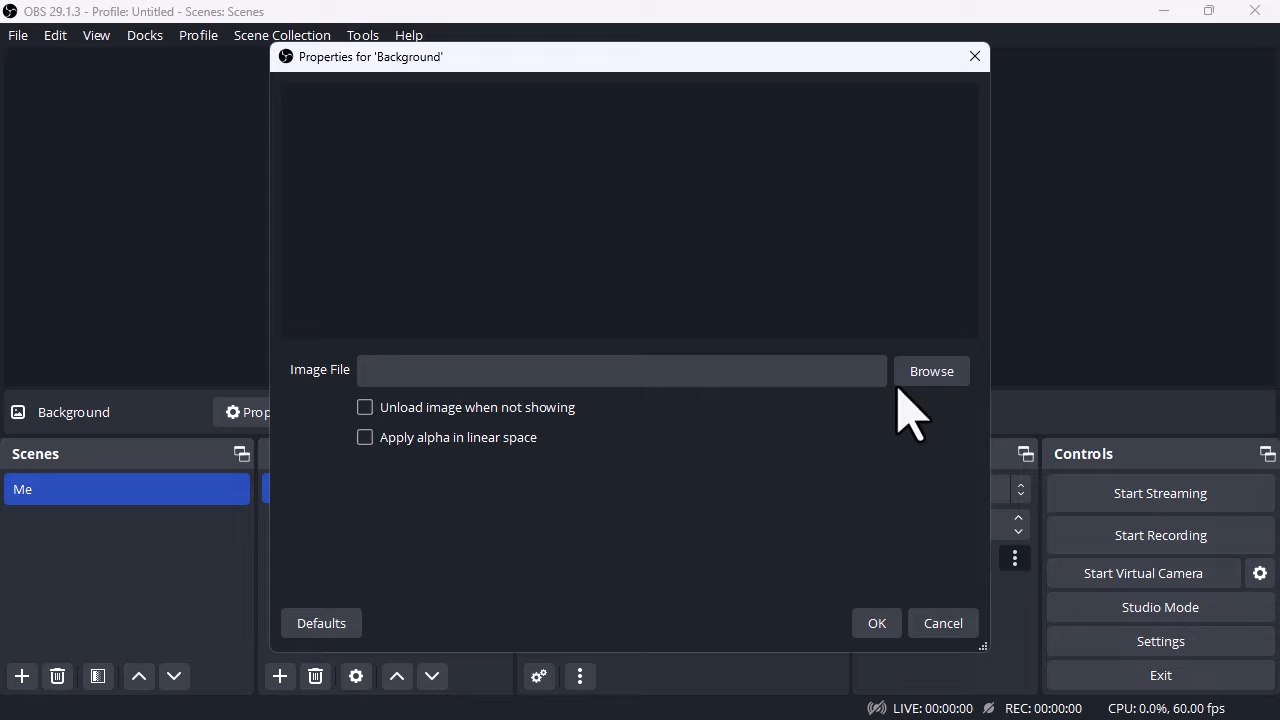 OBS 29.1.3 - Profile: Untitled - Scenes: Scenes
File Edit View Docks Profile Scene Collection Tools Help
Properties for 'Background'
Image File
Browse
Unload image when not showing
Background
Prop
Apply alpha in linear space
Scenes
Controls
Me
Start Streaming
Start Recording
Start Virtual Camera
Studio Mode
Defaults
OK
Cancel
Settings
Exit
LIVE: 00:00:00 REC: 00:00:00 CPU: 0.0%, 60.00 fps